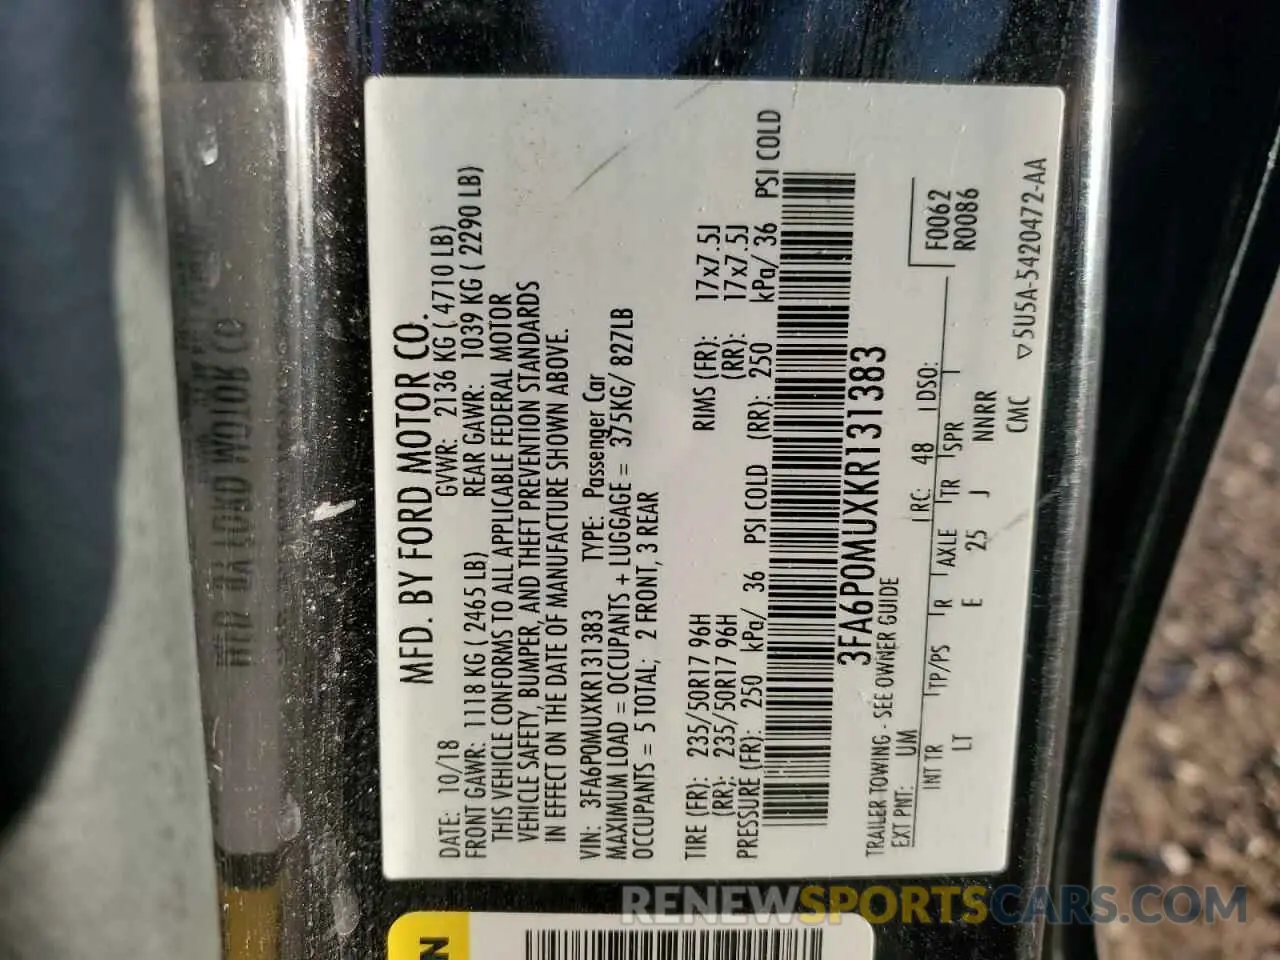 MFD. BY FORD MOTOR CO.
DATE: 10/18 GVWR: 2136 KG ( 4710 LB)
FRONT GAWR: 1118 KG ( 2465 LB) REAR GAWR: 1039 KG ( 2290 LB)
THIS VEHICLE CONFORMS TO ALL APPLICABLE FEDERAL MOTOR
VEHICLE SAFETY, BUMPER, AND THEFT PREVENTION STANDARDS
IN EFFECT ON THE DATE OF MANUFACTURE SHOWN ABOVE.
VIN: 3FA6P0MUXKR131383 TYPE: Passenger Car
MAXIMUM LOAD = OCCUPANTS + LUGGAGE = 375KG/ 827LB
OCCUPANTS = 5 TOTAL; 2 FRONT, 3 REAR
TIRE (FR): 235/50R17 96H RIMS (FR): 17x7.5J
(RR): 235/50R17 96H (RR): 17x7.5J
PRESSURE (FR): 250 kPa/ 36 PSI COLD (RR): 250 kPa/ 36 PSI COLD
3FA6P0MUXKR131383
TRAILER TOWING - SEE OWNER GUIDE
EXT PNT: UM RC: 48 DSO: F0062
R0086
INT TR TP/PS R AXLE TR SPR
LT E 25 J NNRR
CMC
▽5U5A-5420472-AA
RENEWSPORTSCARS.COM